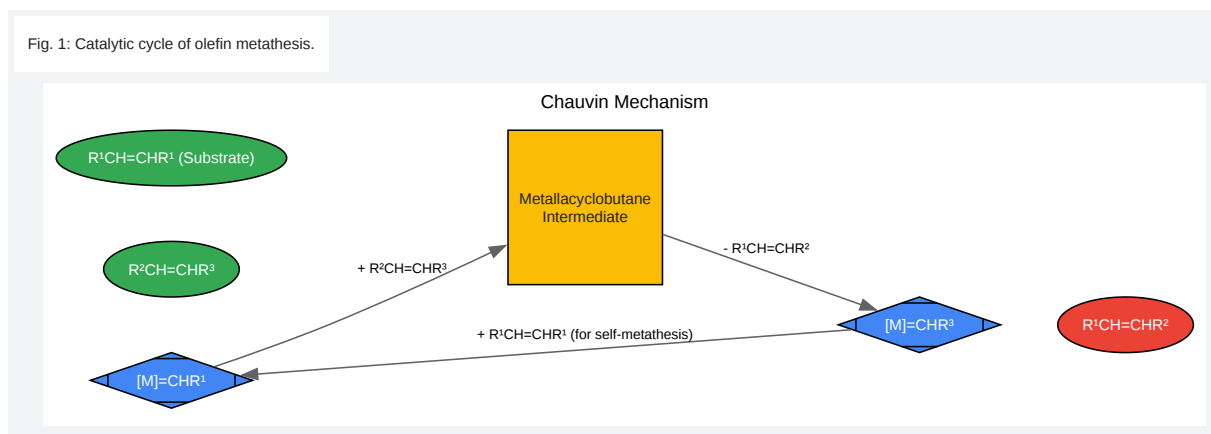 Fig. 1: Catalytic cycle of olefin metathesis.
Chauvin Mechanism
R¹CH=CHR¹ (Substrate)
Metallacyclobutane
Intermediate
- R¹CH=CHR²
R²CH=CHR³
+ R²CH=CHR³
+ R¹CH=CHR¹ (for self-metathesis)
[M]=CHR³
R¹CH=CHR²
[M]=CHR¹